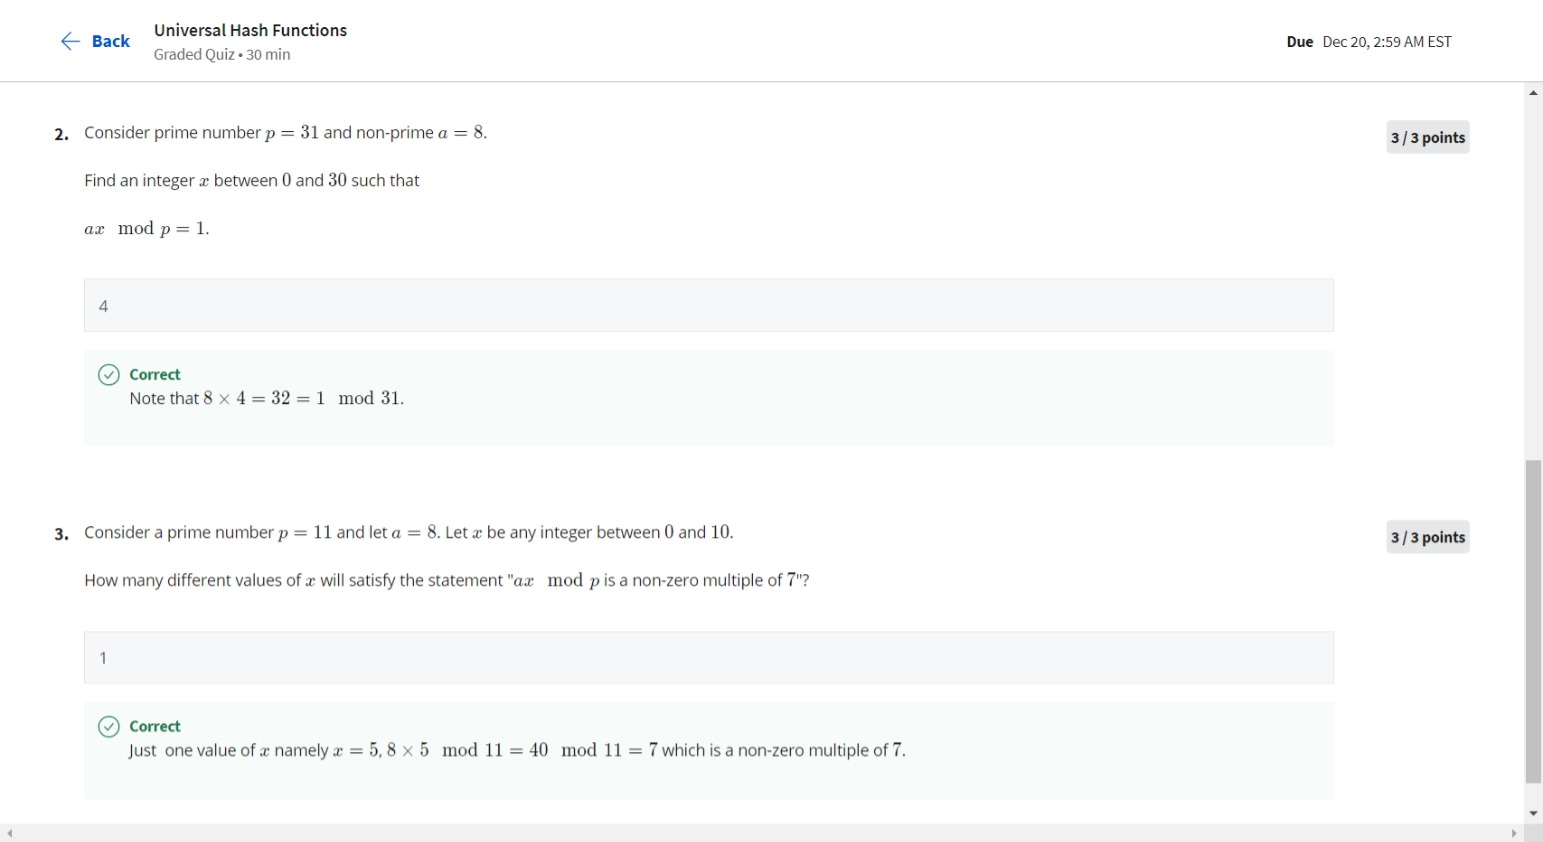 Back
Universal Hash Functions
Graded Quiz • 30 min
Due Dec 20, 2:59 AM EST
2. Consider prime number p = 31 and non-prime a = 8.
3 / 3 points
Find an integer x between 0 and 30 such that
ax mod p = 1.
4
Correct
Note that 8 × 4 = 32 = 1 mod 31.
3. Consider a prime number p = 11 and let a = 8. Let x be any integer between 0 and 10.
3 / 3 points
How many different values of x will satisfy the statement "ax mod p is a non-zero multiple of 7"?
1
Correct
Just one value of x namely x = 5, 8 × 5 mod 11 = 40 mod 11 = 7 which is a non-zero multiple of 7.